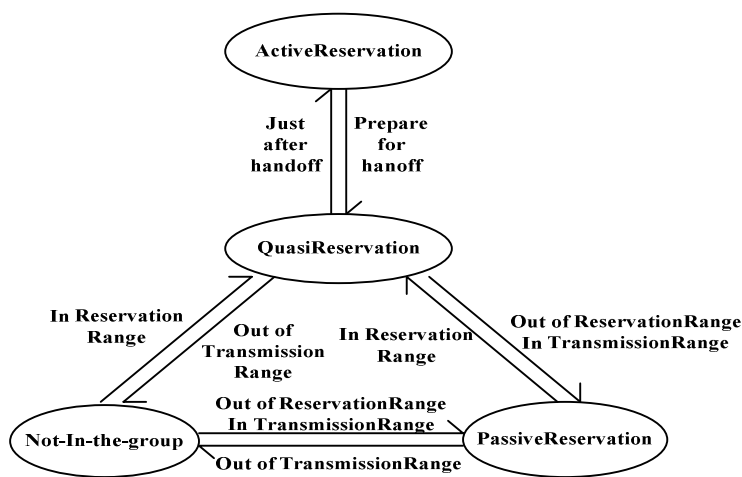 ActiveReservation
Just
after
handoff
Prepare
for
hanoff
QuasiReservation
In Reservation
Range
Out of
Transmission
Range
In Reservation
Range
Out of ReservationRange
In TransmissionRange
Not-In-the-group
Out of ReservationRange
In TransmissionRange
Out of TransmissionRange
PassiveReservation